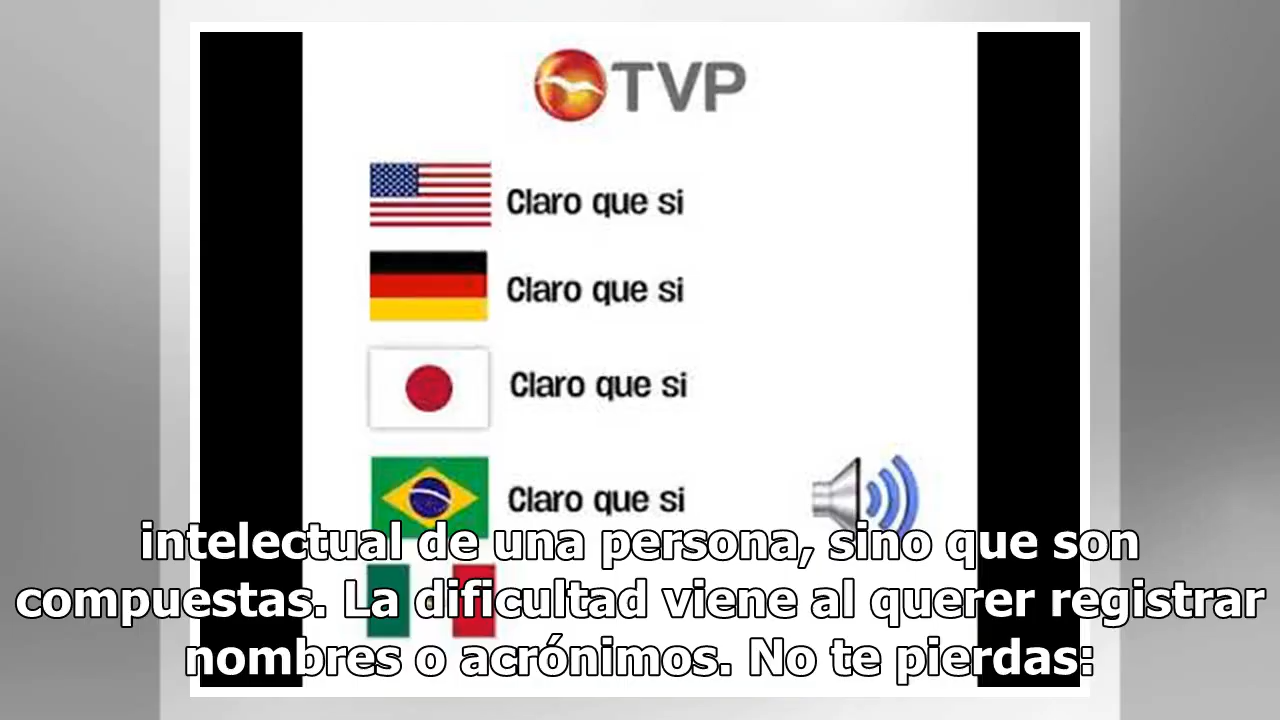 TVP
Claro que si
Claro que si
Claro que si
Claro que si
intelectual de una persona, sino que son
compuestas. La dificultad viene al querer registrar
nombres o acrónimos. No te pierdas: